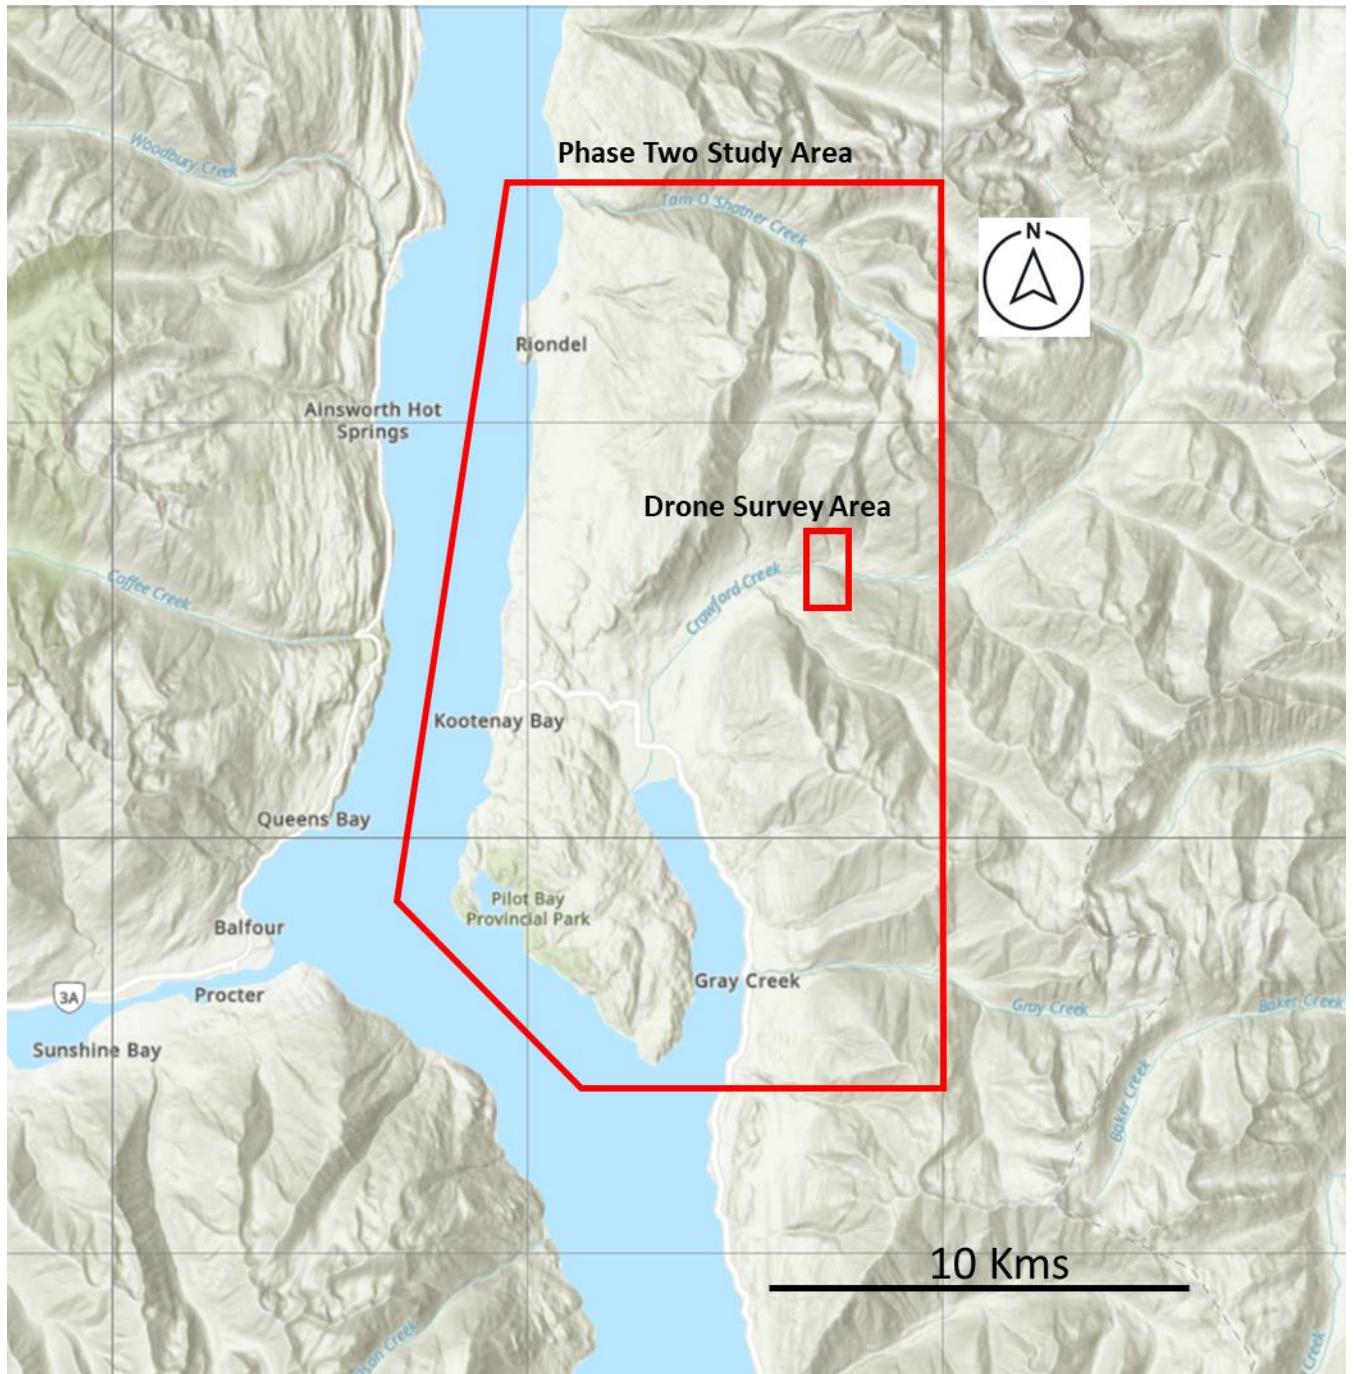 Woodbury Creek
Phase Two Study Area
Tam O'Shatner Creek
N
Riondel
Ainsworth Hot
Springs
Drone Survey Area
Crawford Creek
Coffee Creek
Kootenay Bay
Queens Bay
Pilot Bay
Provincial Park
Balfour
Gray Creek
3A
Procter
Gray Creek
Baker Creek
Sunshine Bay
Baker Creek
10 Kms
Creek